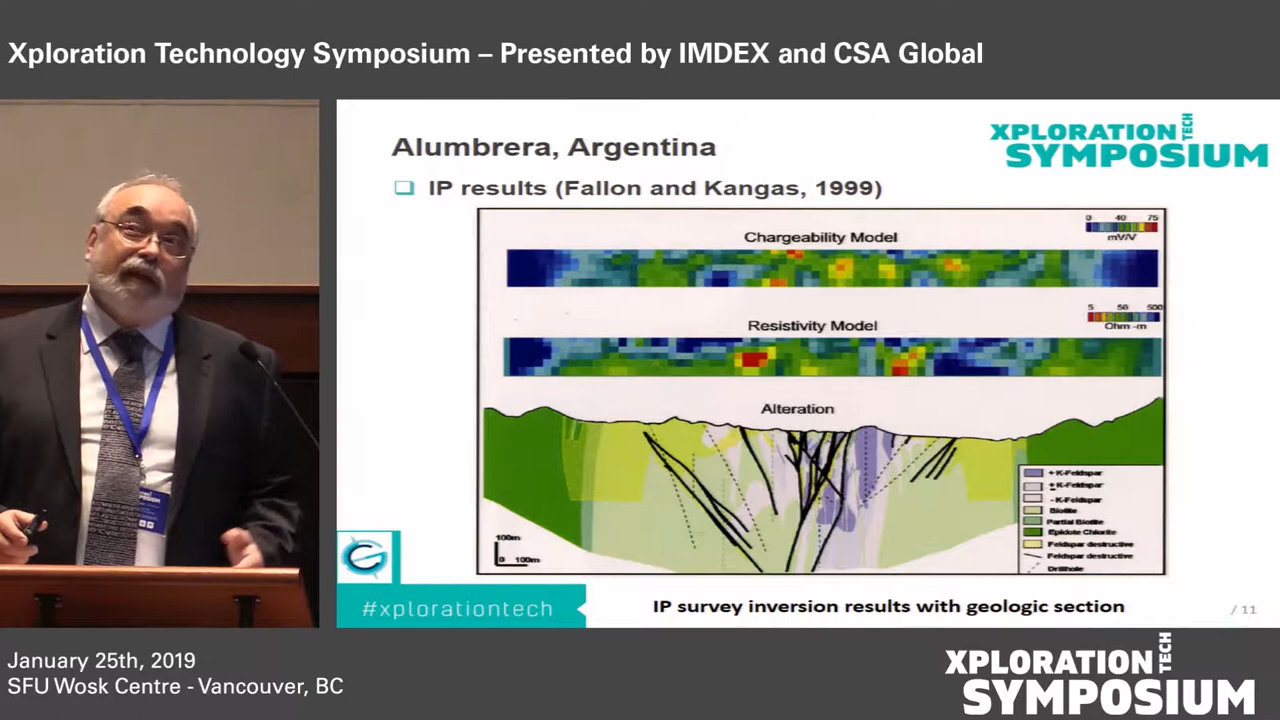 Xploration Technology Symposium – Presented by IMDEX and CSA Global
XPLORATION TECH
SYMPOSIUM
Alumbrera, Argentina
IP results (Fallon and Kangas, 1999)
0 40 75
mV/V
Chargeability Model
5 50 500
Ohm -m
Resistivity Model
Alteration
+ K-Feldspar
+ K-Feldspar
- K-Feldspar
Biotite
Partial Biotite
Epidote Chlorite
Feldspar destructive
Feldspar destructive
Drillhole
100m
0 100m
#xplorationtech
IP survey inversion results with geologic section
/ 11
SYMPOSIUM
January 25th, 2019
SFU Wosk Centre - Vancouver, BC
XPLORATION TECH
SYMPOSIUM